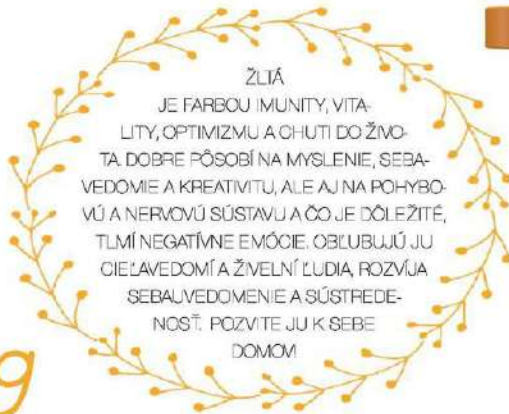 ŽLTÁ
JE FARBOU IMUNITY, VITA-
LITY, OPTIMIZMU A CHUTI DO ŽIVO-
TA. DOBRE PÔSOBÍ NA MYSLENIE, SEBA-
VEDOMIE A KREATIVITU, ALE AJ NA POHYBO-
VÚ A NERVOVÚ SÚSTAVU A ČO JE DÔLEŽITÉ,
TLMÍ NEGATÍVNE EMÓCIE. OBĽUBUJÚ JU
CIEĽAVEDOMÍ A ŽIVELNÍ ĽUDIA, ROZVÍJA
SEBAUVEDOMENIE A SÚSTREDE-
NOSŤ. POZVITE JU K SEBE
DOMOV!
g